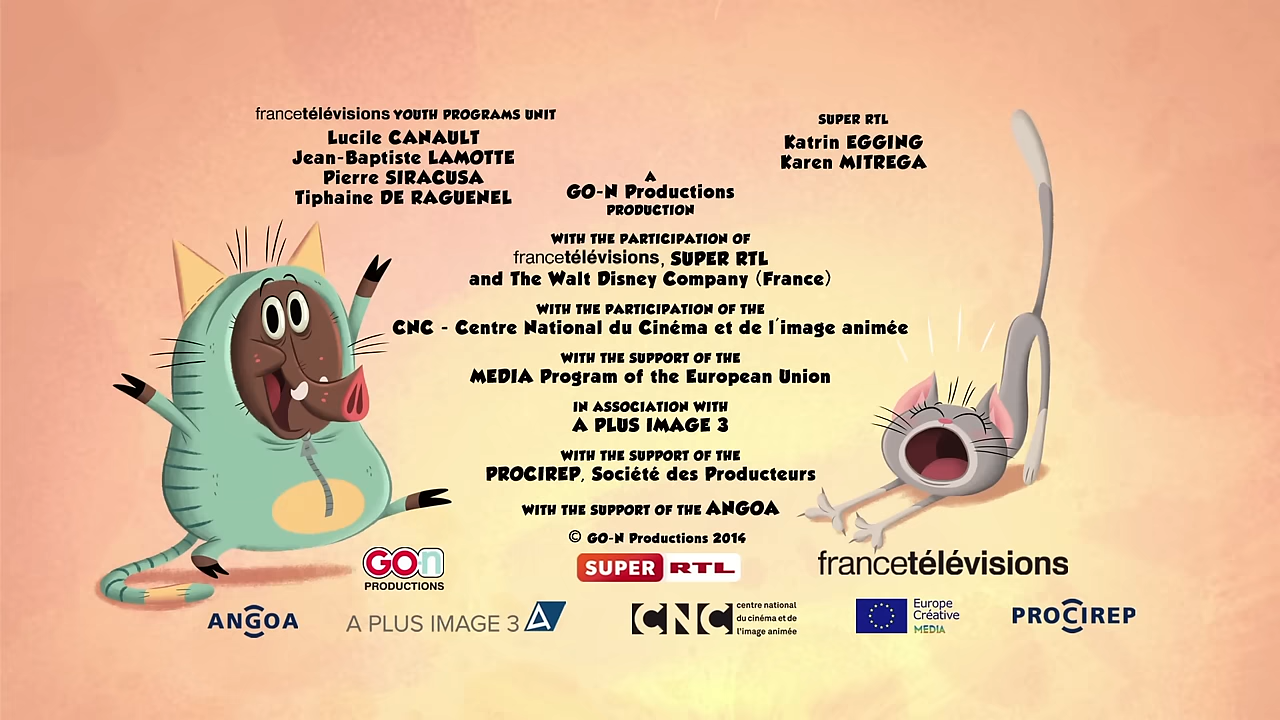 francetélévisions YOUTH PROGRAMS UNIT
Lucile CANAULT
Jean-Baptiste LAMOTTE
Pierre SIRACUSA
Tiphaine DE RAGUENEL
SUPER RTL
Katrin EGGING
Karen MITREGA
A
GO-N Productions
PRODUCTION
WITH THE PARTICIPATION OF
francetélévisions, SUPER RTL
and The Walt Disney Company (France)
WITH THE PARTICIPATION OF THE
CNC - Centre National du Cinéma et de l'image animée
WITH THE SUPPORT OF THE
MEDIA Program of the European Union
IN ASSOCIATION WITH
A PLUS IMAGE 3
WITH THE SUPPORT OF THE
PROCIREP, Société des Producteurs
WITH THE SUPPORT OF THE ANGOA
© GO-N Productions 2014
GO-n
PRODUCTIONS
SUPER RTL
francetélévisions
ANGOA
A PLUS IMAGE 3
CNC centre national
du cinéma et de
l'image animée
Europe
Créative
MEDIA
PROCIREP